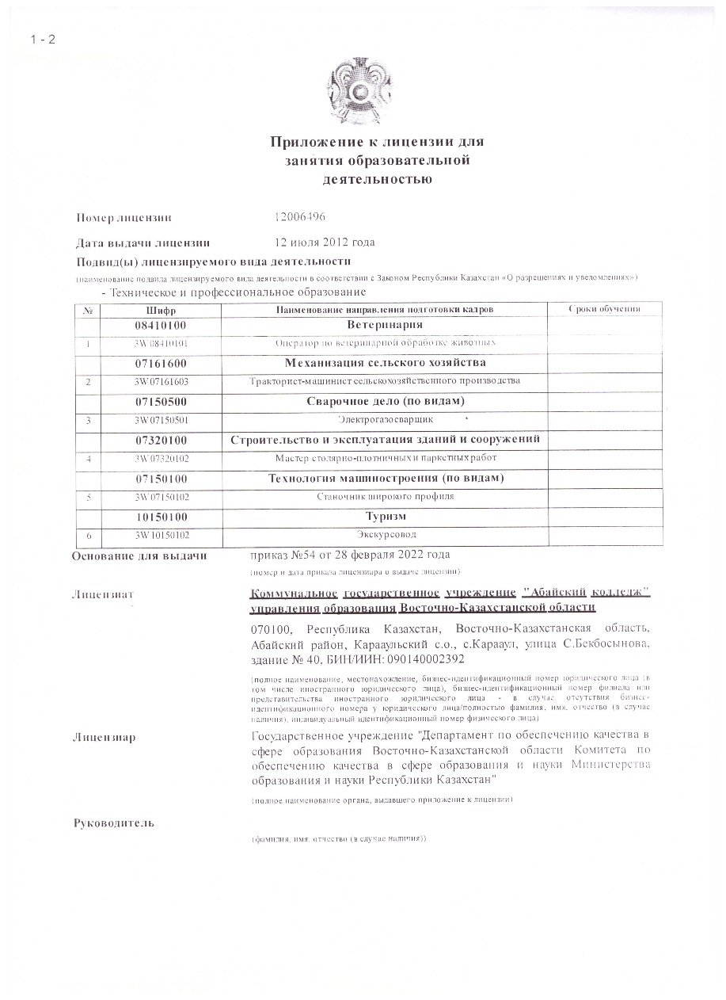 1 - 2
Приложение к лицензии для
занятия образовательной
деятельностью
Номер лицензии 12006496
Дата выдачи лицензии 12 июля 2012 года
Подвид(ы) лицензируемого вида деятельности
(наименование подвида лицензируемого вида деятельности в соответствии с Законом Республики Казахстан «О разрешениях и уведомлениях»)
- Техническое и профессиональное образование
№ Шифр Наименование направления подготовки кадров Сроки обучения
08410100 Ветеринария
1 3W08410101 Оператор по ветеринарной обработке животных
07161600 Механизация сельского хозяйства
2 3W07161603 Тракторист-машинист сельскохозяйственного производства
07150500 Сварочное дело (по видам)
3 3W07150501 Электрогазосварщик
07320100 Строительство и эксплуатация зданий и сооружений
4 3W07320102 Мастер столярно-плотничных и паркетных работ
07150100 Технология машиностроения (по видам)
5 3W07150102 Станочник широкого профиля
10150100 Туризм
6 3W10150102 Экскурсовод
Основание для выдачи приказ №54 от 28 февраля 2022 года
(номер и дата приказа лицензиара о выдаче лицензии)
Лицензиат Коммунальное государственное учреждение "Абайский колледж"
управления образования Восточно-Казахстанской области
070100, Республика Казахстан, Восточно-Казахстанская область,
Абайский район, Караульский с.о., с.Караул, улица С.Бекбосынова,
здание № 40, БИН/ИИН: 090140002392
(полное наименование, местонахождение, бизнес-идентификационный номер юридического лица (в
том числе иностранного юридического лица), бизнес-идентификационный номер филиала или
представительства иностранного юридического лица - в случае отсутствия бизнес-
идентификационного номера у юридического лица/полностью фамилия, имя, отчество (в случае
наличия), индивидуальный идентификационный номер физического лица)
Лицензиар Государственное учреждение "Департамент по обеспечению качества в
сфере образования Восточно-Казахстанской области Комитета по
обеспечению качества в сфере образования и науки Министерства
образования и науки Республики Казахстан"
(полное наименование органа, выдавшего приложение к лицензии)
Руководитель
(фамилия, имя, отчество (в случае наличия))